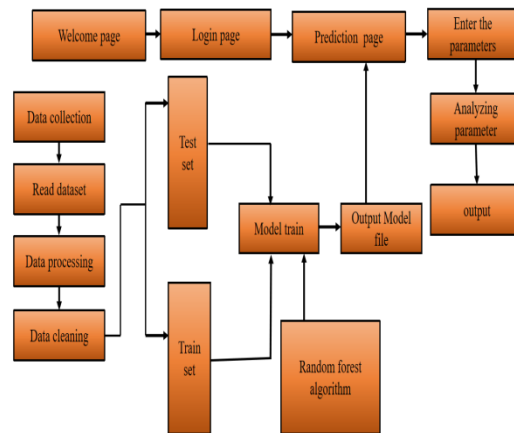 Welcome page
Login page
Prediction page
Enter the
parameters
Data collection
Read dataset
Data processing
Data cleaning
Test
set
Train
set
Model train
Output Model
file
Random forest
algorithm
Analyzing
parameter
output